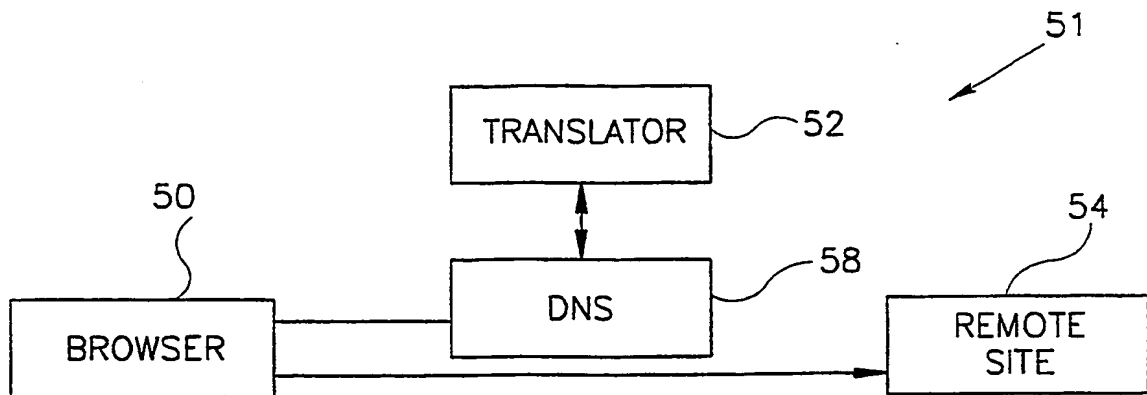 51
TRANSLATOR
52
50
54
58
DNS
BROWSER
REMOTE
SITE